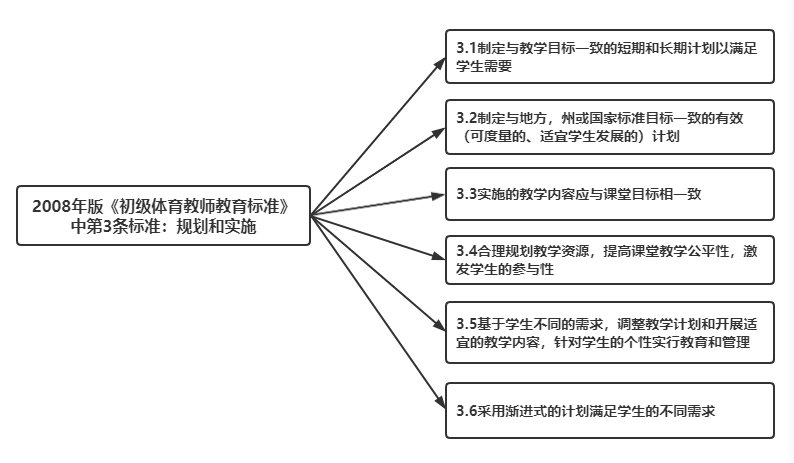 2008年版《初级体育教师教育标准》
中第3条标准：规划和实施
3.1制定与教学目标一致的短期和长期计划以满足
学生需要
3.2制定与地方，州或国家标准目标一致的有效
（可度量的、适宜学生发展的）计划
3.3实施的教学内容应与课堂目标相一致
3.4合理规划教学资源，提高课堂教学公平性，激
发学生的参与性
3.5基于学生不同的需求，调整教学计划和开展适
宜的教学内容，针对学生的个性实行教育和管理
3.6采用渐进式的计划满足学生的不同需求